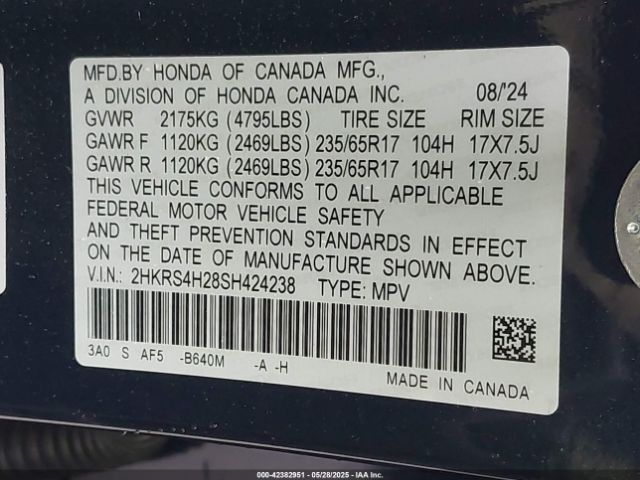 MFD.BY HONDA OF CANADA MFG.,
A DIVISION OF HONDA CANADA INC. 08/'24
GVWR 2175KG (4795LBS) TIRE SIZE RIM SIZE
GAWR F 1120KG (2469LBS) 235/65R17 104H 17X7.5J
GAWR R 1120KG (2469LBS) 235/65R17 104H 17X7.5J
THIS VEHICLE CONFORMS TO ALL APPLICABLE
FEDERAL MOTOR VEHICLE SAFETY
AND THEFT PREVENTION STANDARDS IN EFFECT
ON THE DATE OF MANUFACTURE SHOWN ABOVE.
V.I.N.: 2HKRS4H28SH424238 TYPE: MPV
3A0 S AF5 -B640M -A -H
MADE IN CANADA
000-42382951 | 05/28/2025 | IAA Inc.